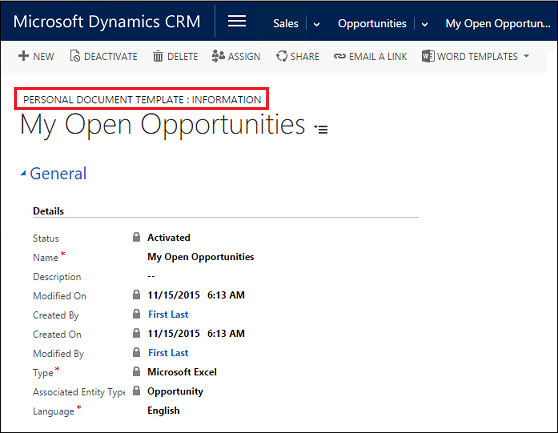 Microsoft Dynamics CRM Sales Opportunities My Open Opportun...
+ NEW DEACTIVATE DELETE ASSIGN SHARE EMAIL A LINK WORD TEMPLATES
PERSONAL DOCUMENT TEMPLATE : INFORMATION
My Open Opportunities
General
Details
Status Activated
Name* My Open Opportunities
Description --
Modified On 11/15/2015 6:13 AM
Created By First Last
Created On 11/15/2015 6:13 AM
Modified By First Last
Type* Microsoft Excel
Associated Entity Type Opportunity
Language* English